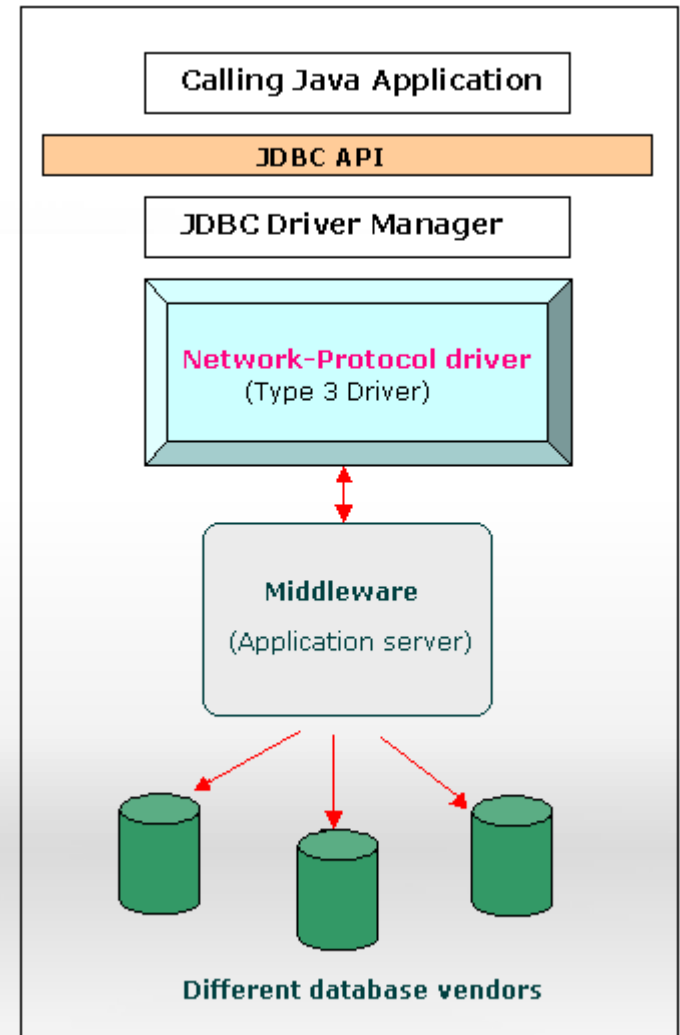 Calling Java Application
JDBC API
JDBC Driver Manager
Network-Protocol driver
(Type 3 Driver)
Middleware
(Application server)
Different database vendors